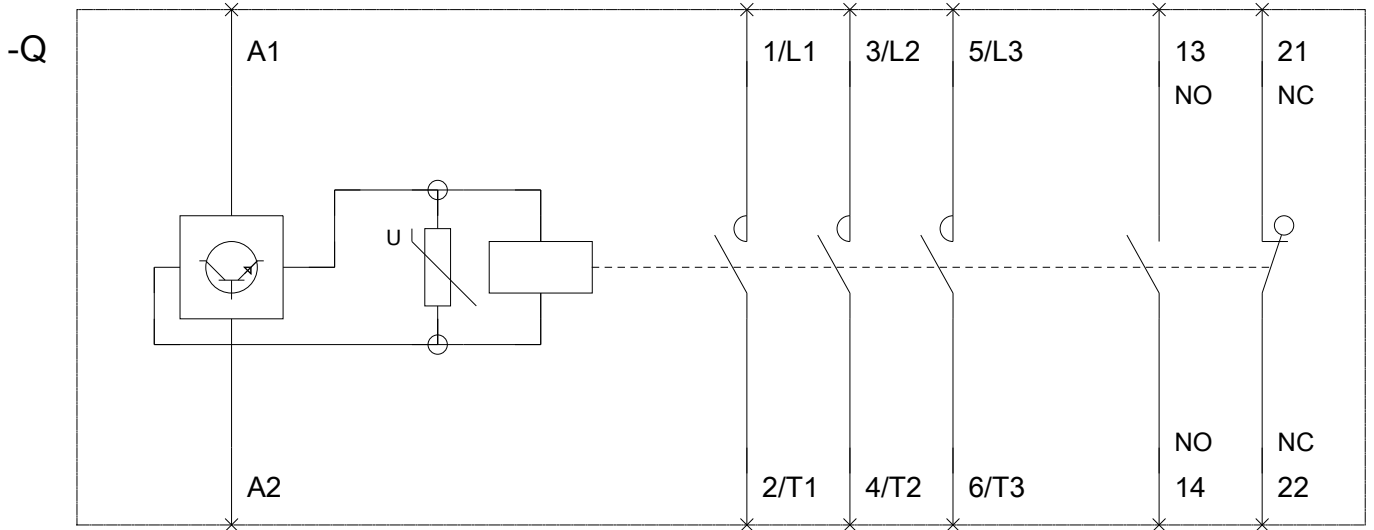 -Q A1 1/L1 3/L2 5/L3 13 21
NO NC
U
NO NC
A2 2/T1 4/T2 6/T3 14 22